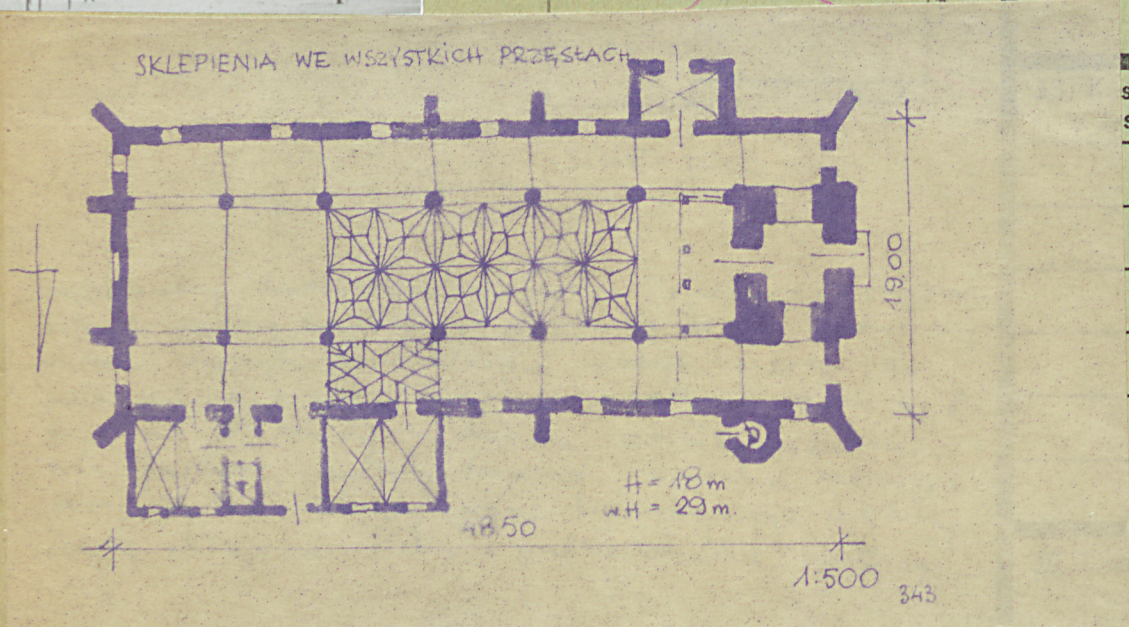 SKLEPIENIA WE WSZYSTKICH PRZĘSŁACH
19,00
H = 18 m
w.H = 29 m.
48,50
1:500
343